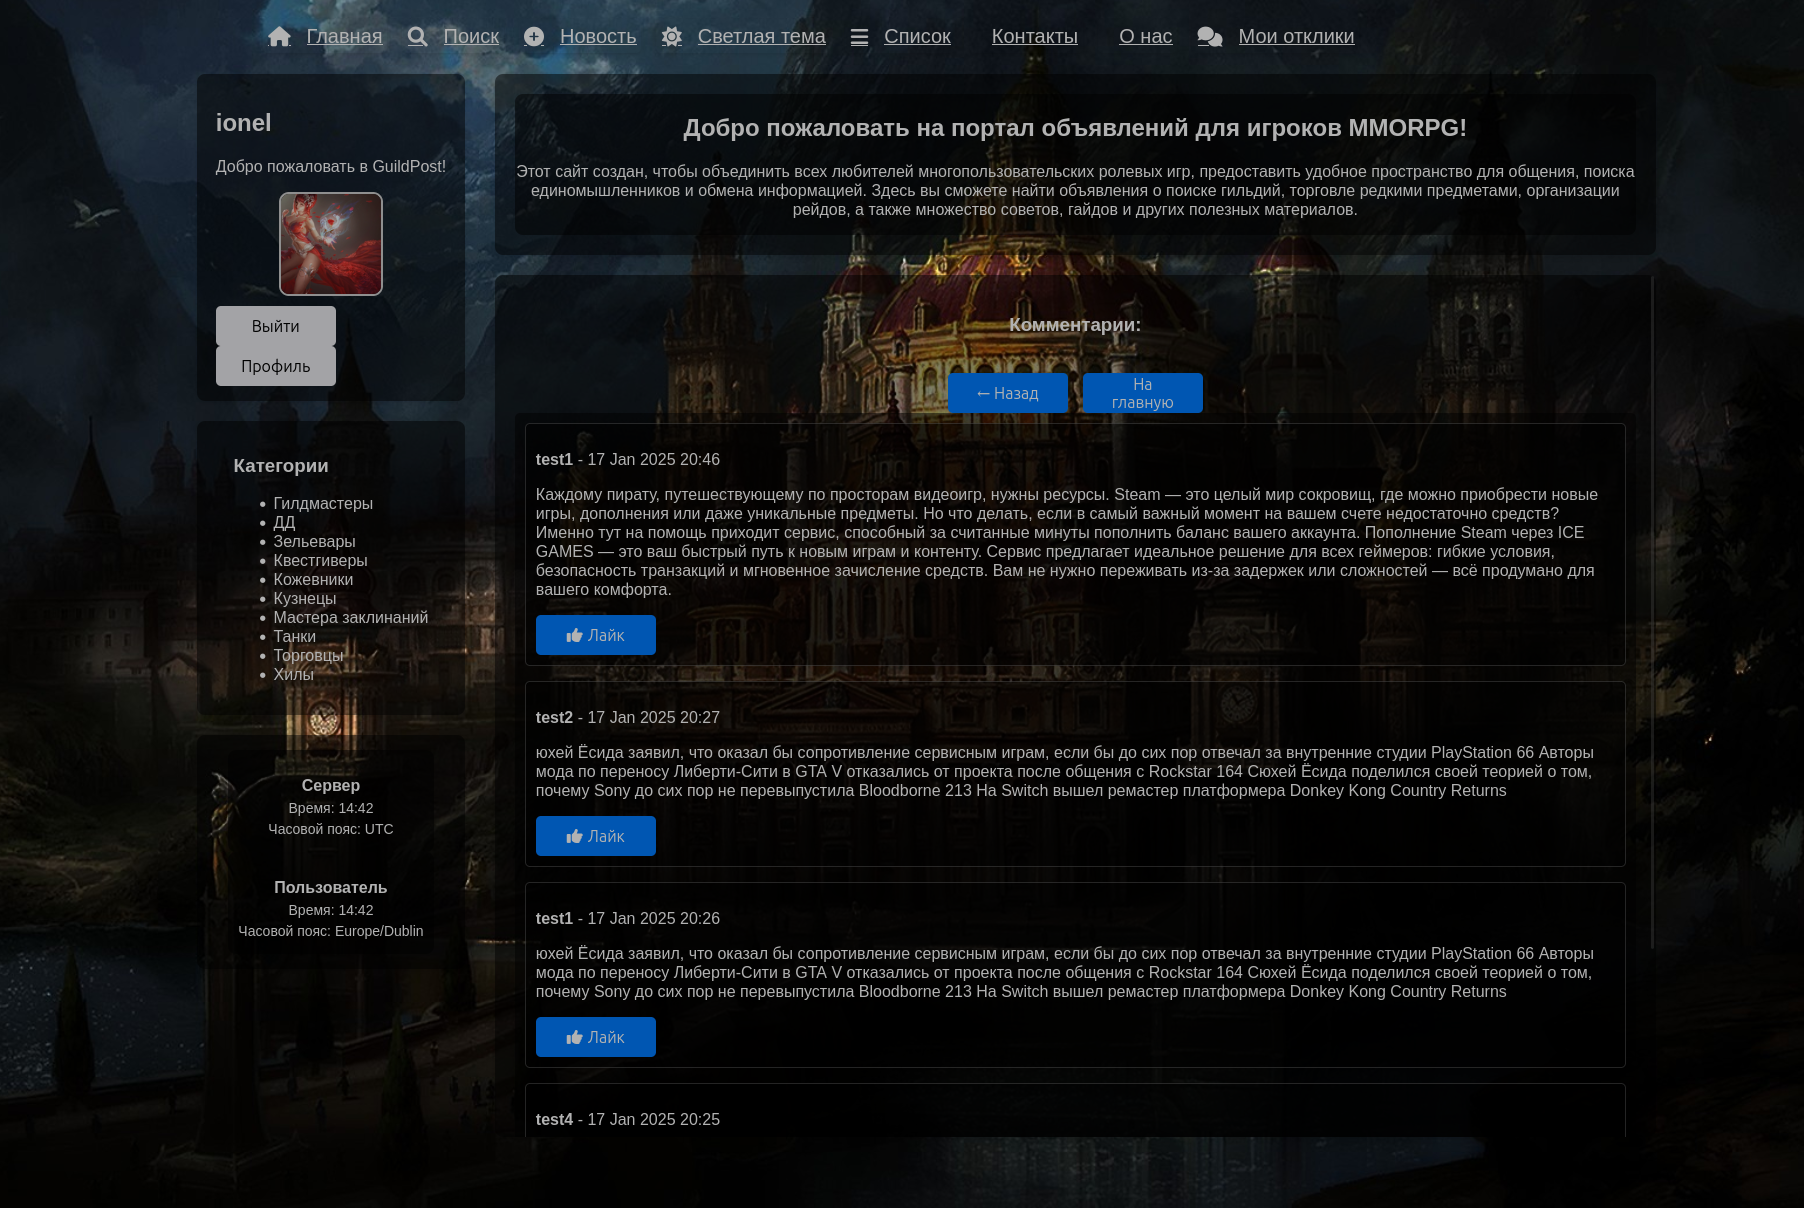 Главная Поиск Новость Светлая тема Список Контакты О нас Мои отклики
ionel
Добро пожаловать в GuildPost!
Выйти
Профиль
Категории
Гилдмастеры
ДД
Зельевары
Квестгиверы
Кожевники
Кузнецы
Мастера заклинаний
Танки
Торговцы
Хилы
Сервер
Время: 14:42
Часовой пояс: UTC
Пользователь
Время: 14:42
Часовой пояс: Europe/Dublin
Добро пожаловать на портал объявлений для игроков MMORPG!
Этот сайт создан, чтобы объединить всех любителей многопользовательских ролевых игр, предоставить удобное пространство для общения, поиска
единомышленников и обмена информацией. Здесь вы сможете найти объявления о поиске гильдий, торговле редкими предметами, организации
рейдов, а также множество советов, гайдов и других полезных материалов.
Комментарии:
← Назад
На
главную
test1 - 17 Jan 2025 20:46
Каждому пирату, путешествующему по просторам видеоигр, нужны ресурсы. Steam — это целый мир сокровищ, где можно приобрести новые
игры, дополнения или даже уникальные предметы. Но что делать, если в самый важный момент на вашем счете недостаточно средств?
Именно тут на помощь приходит сервис, способный за считанные минуты пополнить баланс вашего аккаунта. Пополнение Steam через ICE
GAMES — это ваш быстрый путь к новым играм и контенту. Сервис предлагает идеальное решение для всех геймеров: гибкие условия,
безопасность транзакций и мгновенное зачисление средств. Вам не нужно переживать из-за задержек или сложностей — всё продумано для
вашего комфорта.
Лайк
test2 - 17 Jan 2025 20:27
юхей Ёсида заявил, что оказал бы сопротивление сервисным играм, если бы до сих пор отвечал за внутренние студии PlayStation 66 Авторы
мода по переносу Либерти-Сити в GTA V отказались от проекта после общения с Rockstar 164 Сюхей Ёсида поделился своей теорией о том,
почему Sony до сих пор не перевыпустила Bloodborne 213 На Switch вышел ремастер платформера Donkey Kong Country Returns
Лайк
test1 - 17 Jan 2025 20:26
юхей Ёсида заявил, что оказал бы сопротивление сервисным играм, если бы до сих пор отвечал за внутренние студии PlayStation 66 Авторы
мода по переносу Либерти-Сити в GTA V отказались от проекта после общения с Rockstar 164 Сюхей Ёсида поделился своей теорией о том,
почему Sony до сих пор не перевыпустила Bloodborne 213 На Switch вышел ремастер платформера Donkey Kong Country Returns
Лайк
test4 - 17 Jan 2025 20:25